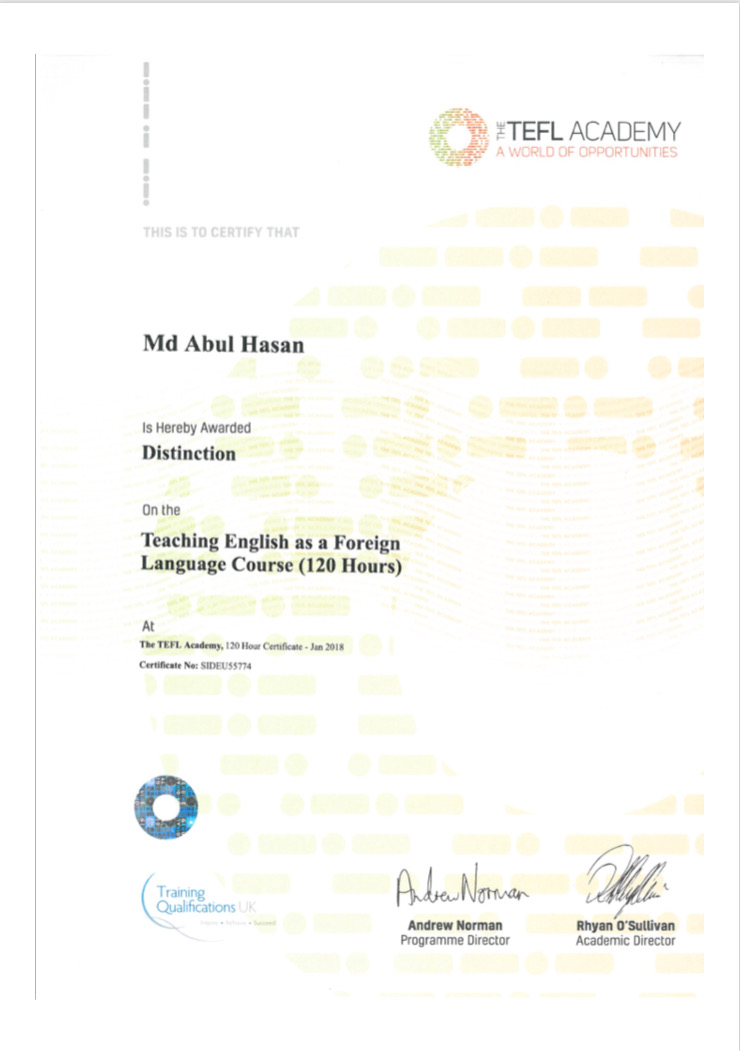 THE TEFL ACADEMY
A WORLD OF OPPORTUNITIES
THIS IS TO CERTIFY THAT
Md Abul Hasan
Is Hereby Awarded
Distinction
On the
Teaching English as a Foreign
Language Course (120 Hours)
At
The TEFL Academy, 120 Hour Certificate - Jan 2018
Certificate No: SIDEU55774
Training
Qualifications UK
Andrew Norman
Andrew Norman
Programme Director
Rhyan O'Sullivan
Academic Director